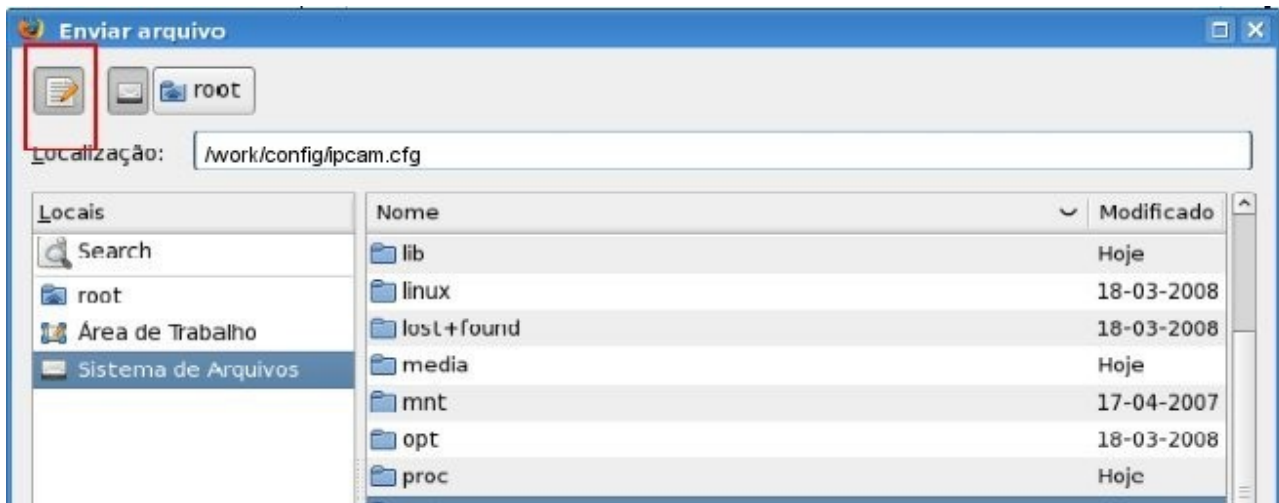 Enviar arquivo
root
Localização: /work/config/ipcam.cfg
Locais Nome Modificado
Search lib Hoje
root linux 18-03-2008
Área de Trabalho lost+found 18-03-2008
Sistema de Arquivos media Hoje
mnt 17-04-2007
opt 18-03-2008
proc Hoje